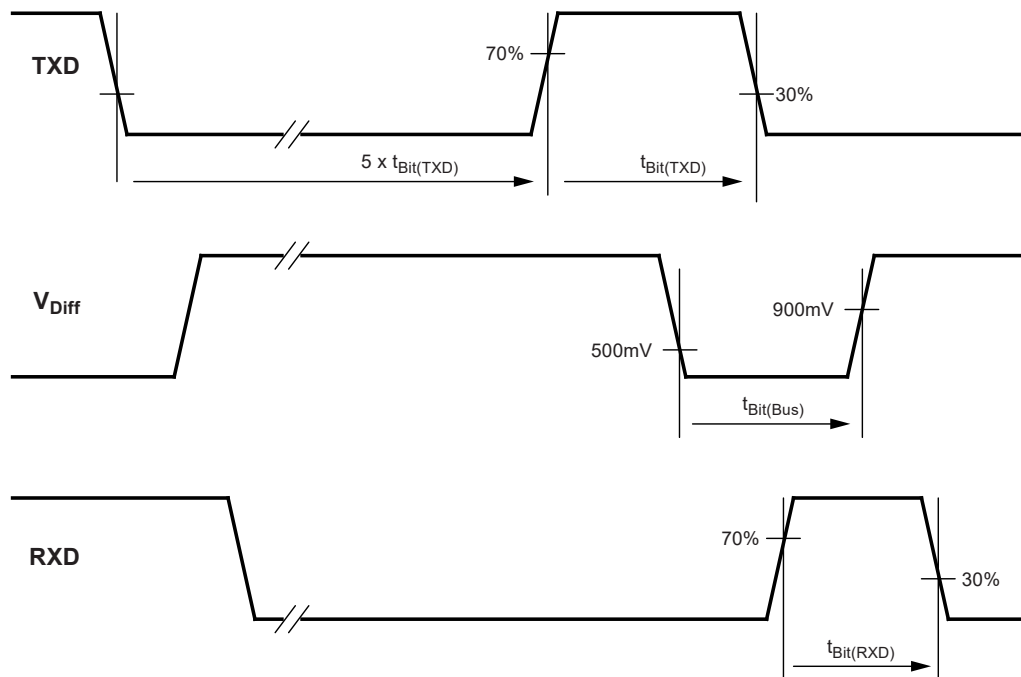 TXD
70%
30%
5 x tBit(TXD)
tBit(TXD)
VDiff
900mV
500mV
tBit(Bus)
RXD
70%
30%
tBit(RXD)